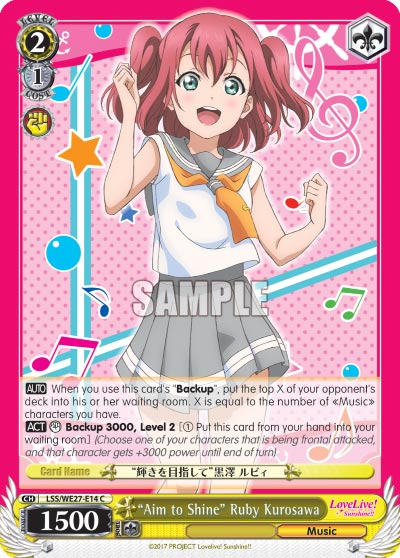 LEVEL
2
1
COST
SAMPLE
AUTO When you use this card's "Backup", put the top X of your opponent's
deck into his or her waiting room. X is equal to the number of «Music»
characters you have.
ACT Backup 3000, Level 2 [① Put this card from your hand into your
waiting room] (Choose one of your characters that is being frontal attacked,
and that character gets +3000 power until end of turn)
Card Name
“輝きを目指して”黒澤 ルビィ
CH LSS/WE27-E14 C
POWER
1500
NAME
“Aim to Shine” Ruby Kurosawa
LoveLive!
Sunshine!!
Music
©2017 PROJECT Lovelive! Sunshine!!